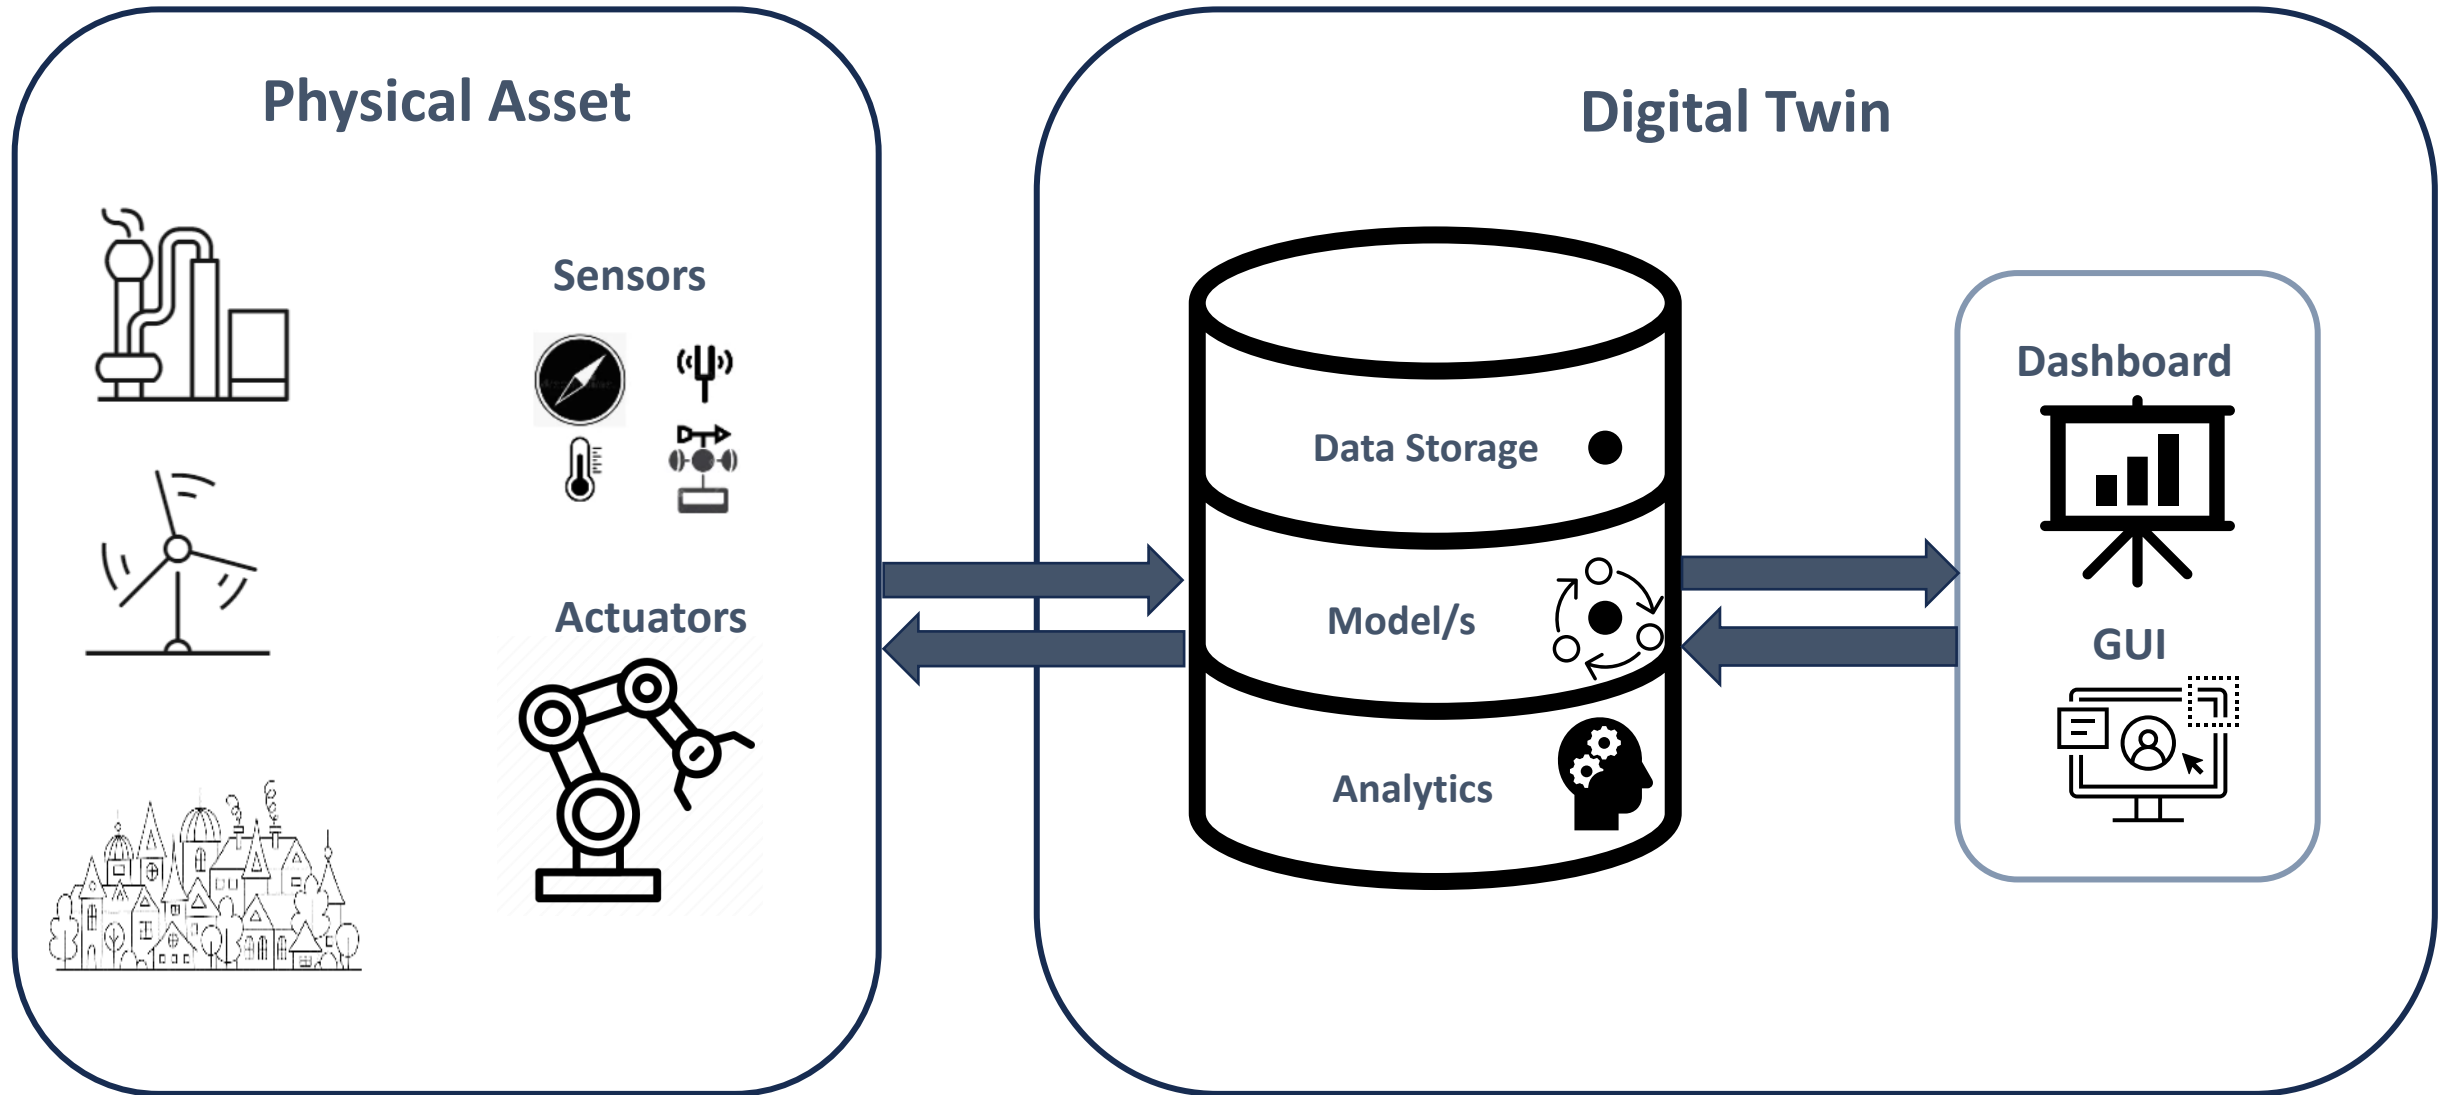 Physical Asset
Sensors
Actuators
Digital Twin
Data Storage
Model/s
Analytics
Dashboard
GUI